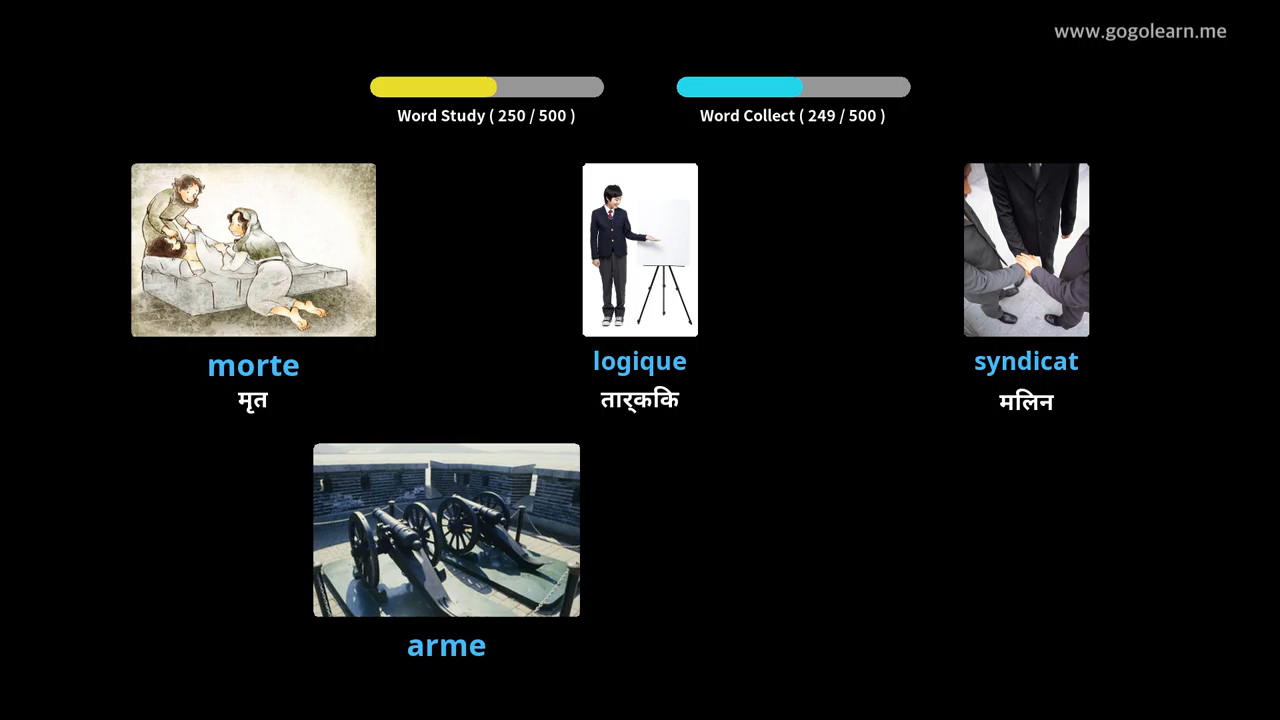 www.gogolearn.me
Word Study ( 250 / 500 )
Word Collect ( 249 / 500 )
morte
मृत
logique
तार्ककि
syndicat
मलिन
arme